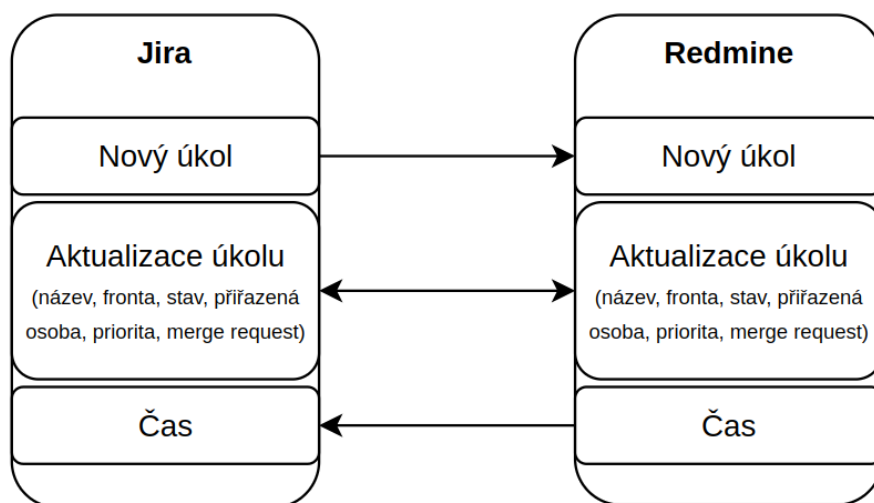 Jira
Nový úkol
Aktualizace úkolu
(název, fronta, stav, přiřazená
osoba, priorita, merge request)
Čas
Redmine
Nový úkol
Aktualizace úkolu
(název, fronta, stav, přiřazená
osoba, priorita, merge request)
Čas